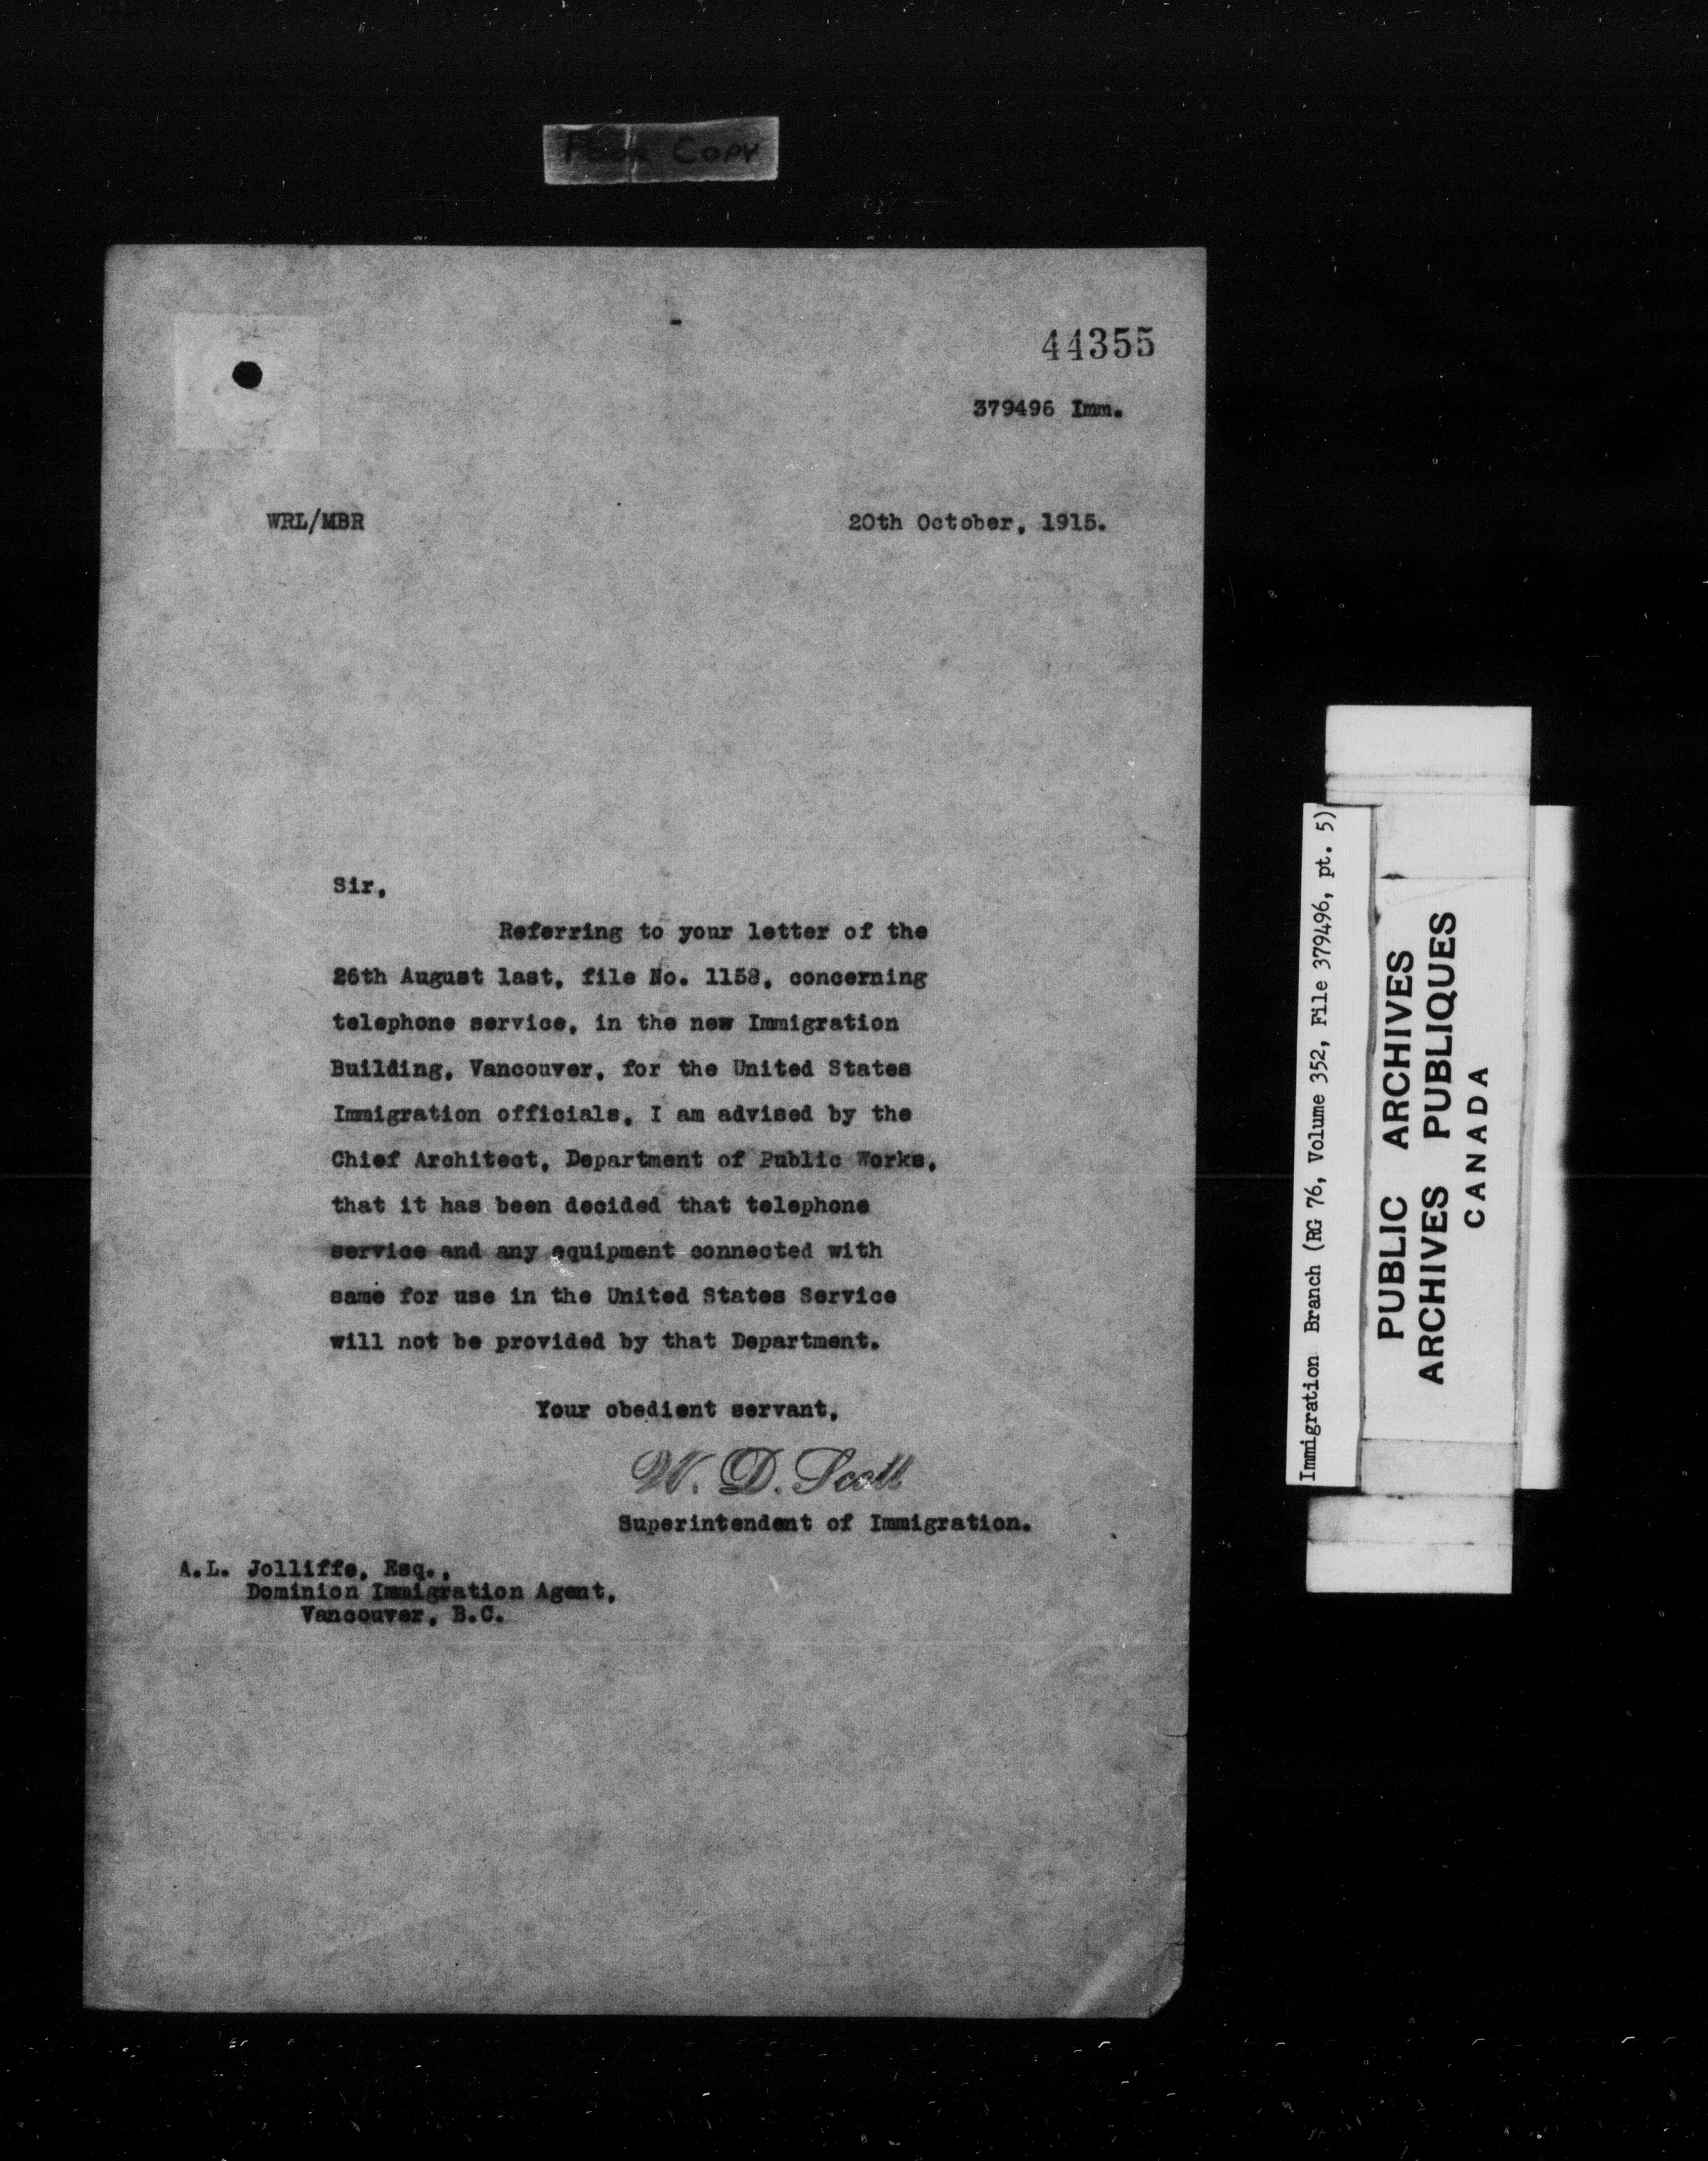 Poor Copy
44355
379496 Imm.
WRL/MBR
20th October, 1915.
Sir,
Referring to your letter of the
26th August last, file No. 1158, concerning
telephone service, in the new Immigration
Building, Vancouver, for the United States
Immigration officials, I am advised by the
Chief Architect, Department of Public Works,
that it has been decided that telephone
service and any equipment connected with
same for use in the United States Service
will not be provided by that Department.
Your obedient servant,
W. D. Scott
Superintendent of Immigration.
A.L. Jolliffe, Esq.,
Dominion Immigration Agent,
Vancouver, B.C.
Immigration Branch (RG 76, Volume 352, File 379496, pt. 5)
PUBLIC ARCHIVES
ARCHIVES PUBLIQUES
CANADA